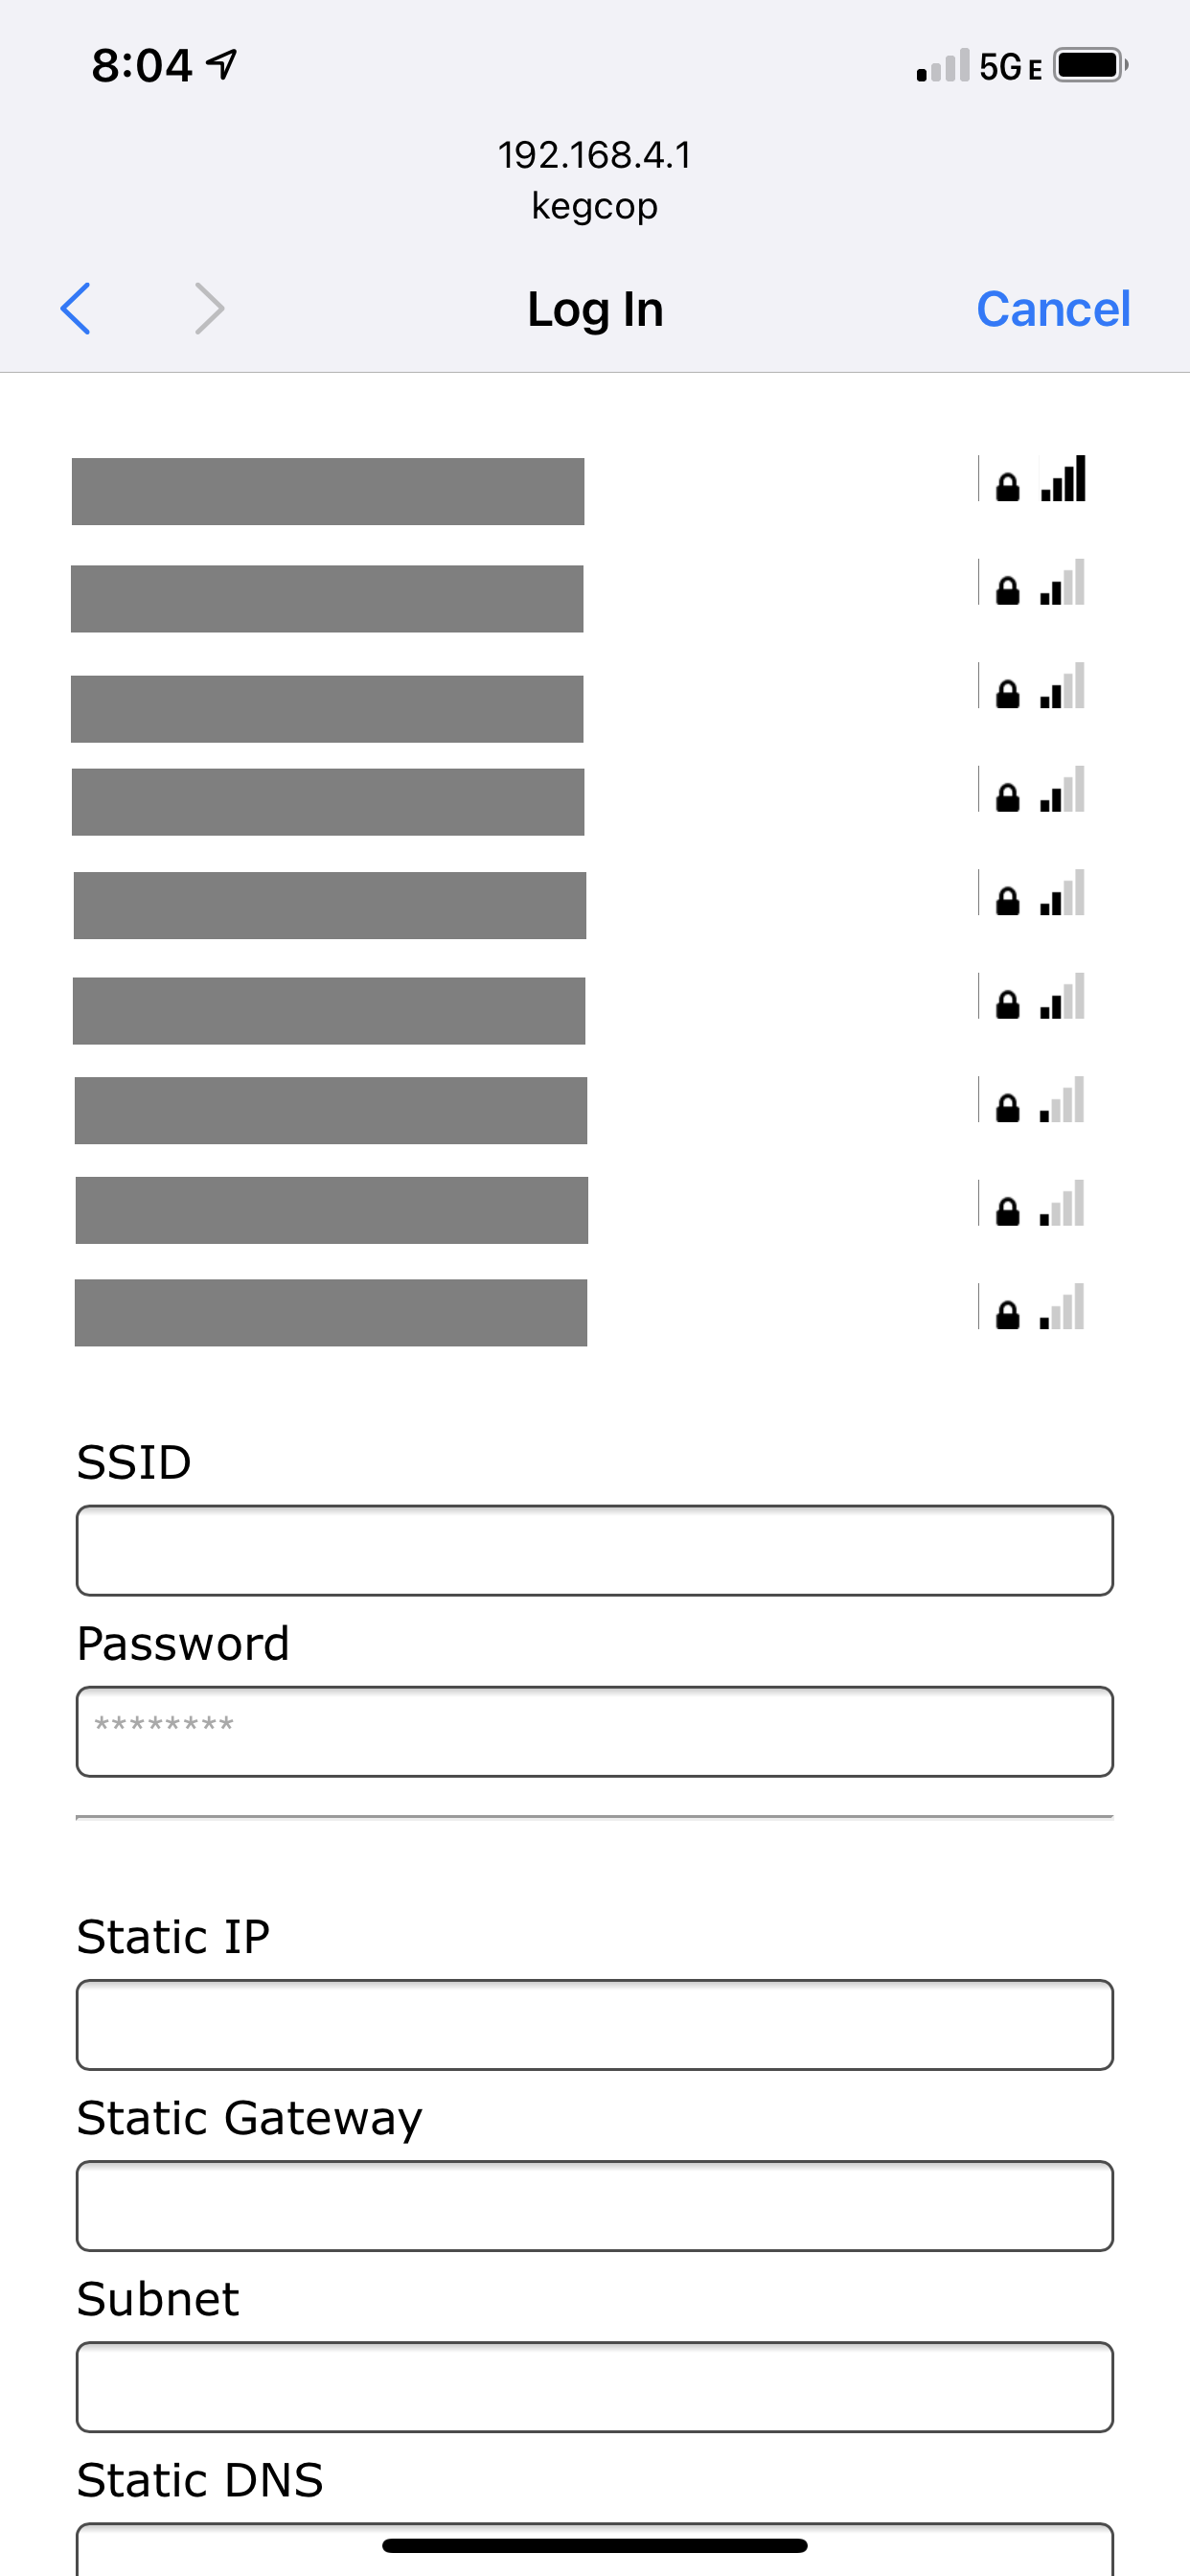 8:04 5G E
192.168.4.1
kegcop
Log In Cancel
SSID
Password
********
Static IP
Static Gateway
Subnet
Static DNS